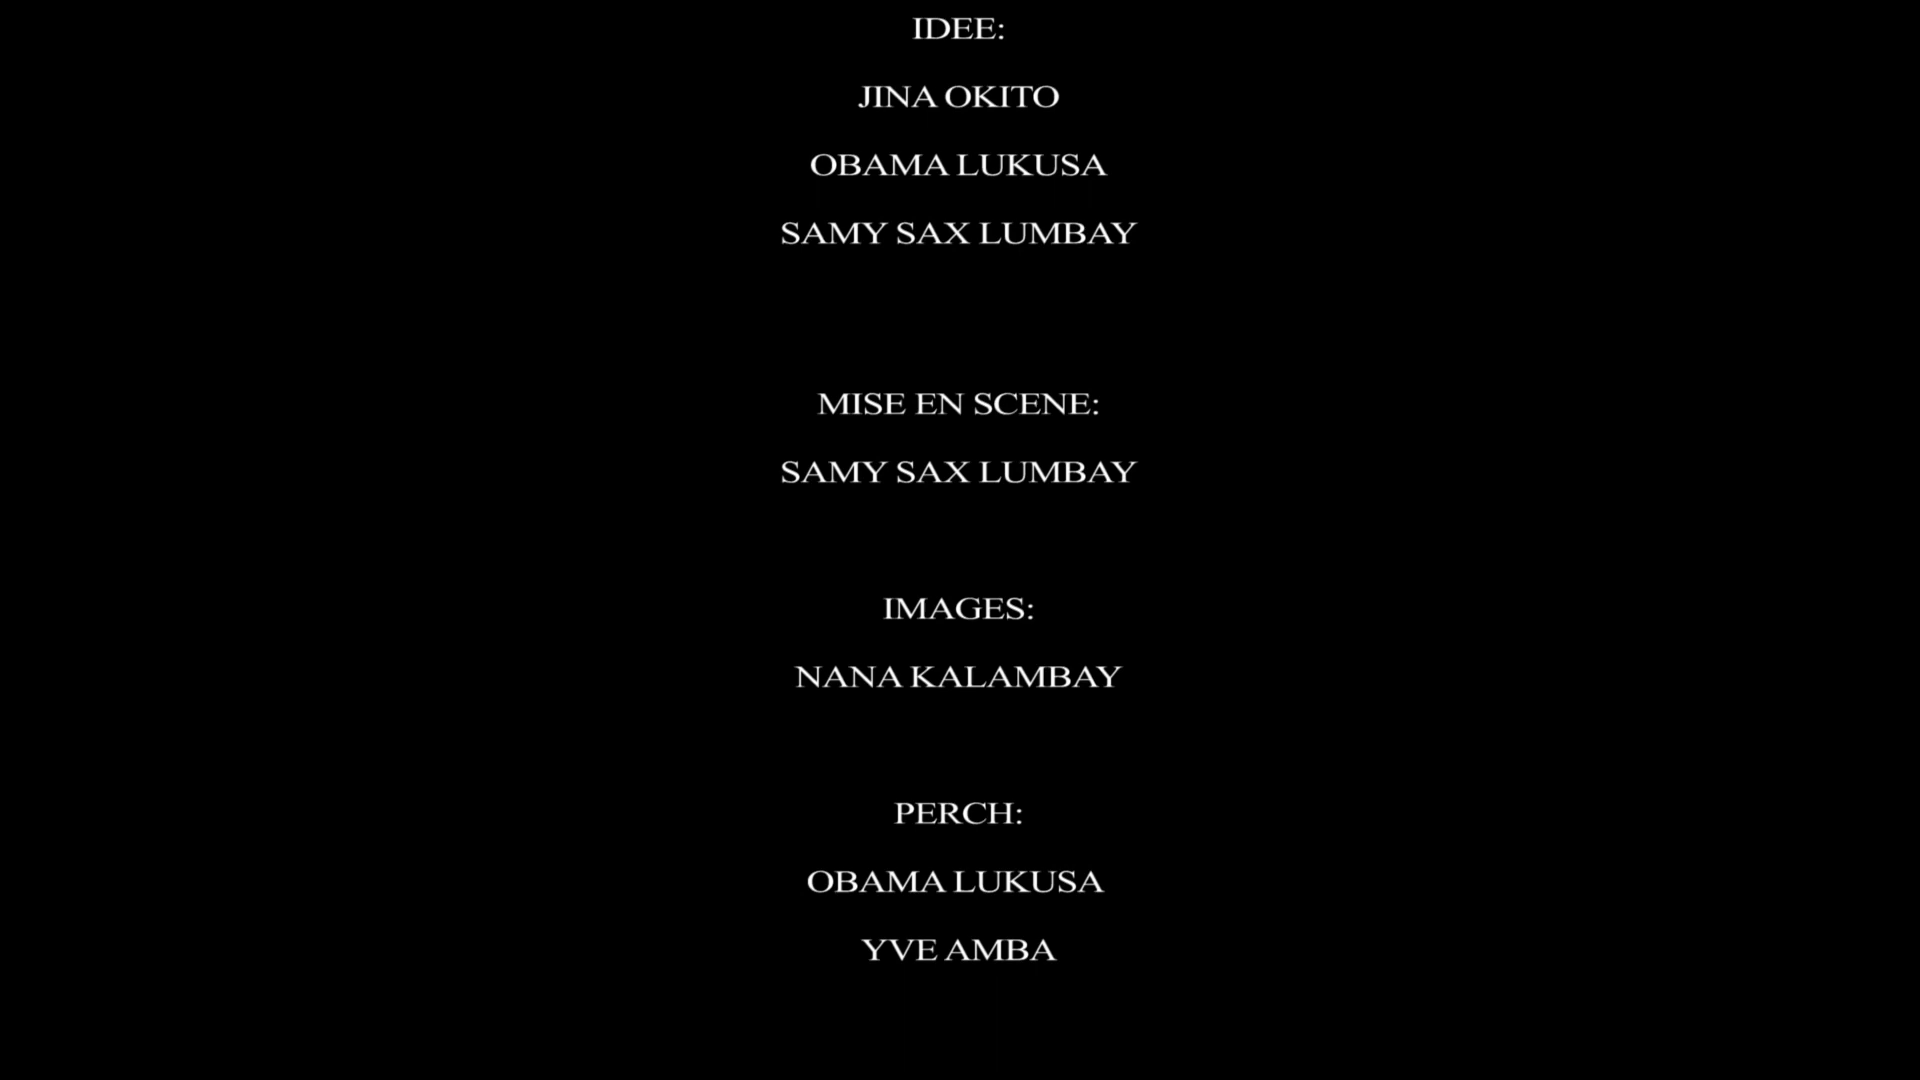 IDEE:
JINA OKITO
OBAMA LUKUSA
SAMY SAX LUMBAY
MISE EN SCENE:
SAMY SAX LUMBAY
IMAGES:
NANA KALAMBAY
PERCH:
OBAMA LUKUSA
YVE AMBA